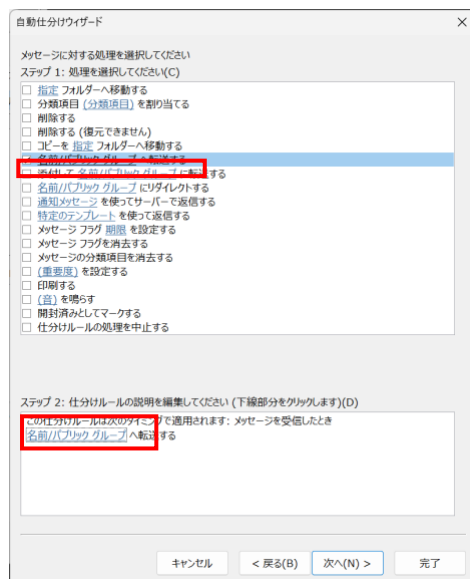 自動仕分けウィザード
メッセージに対する処理を選択してください
ステップ 1: 処理を選択してください(C)
指定 フォルダーへ移動する
分類項目 (分類項目) を割り当てる
削除する
削除する (復元できません)
コピーを 指定 フォルダーへ移動する
名前/パブリック グループ へ転送する
添付して 名前/パブリック グループ に転送する
名前/パブリック グループ にリダイレクトする
通知メッセージ を使ってサーバーで返信する
特定のテンプレート を使って返信する
メッセージ フラグ 期限 を設定する
メッセージ フラグを消去する
メッセージの分類項目を消去する
(重要度) を設定する
印刷する
(音) を鳴らす
開封済みとしてマークする
仕分けルールの処理を中止する
ステップ 2: 仕分けルールの説明を編集してください (下線部分をクリックします)(D)
この仕分けルールは次のタイミングで適用されます: メッセージを受信したとき
名前/パブリック グループ へ転送する
キャンセル
< 戻る(B)
次へ(N) >
完了